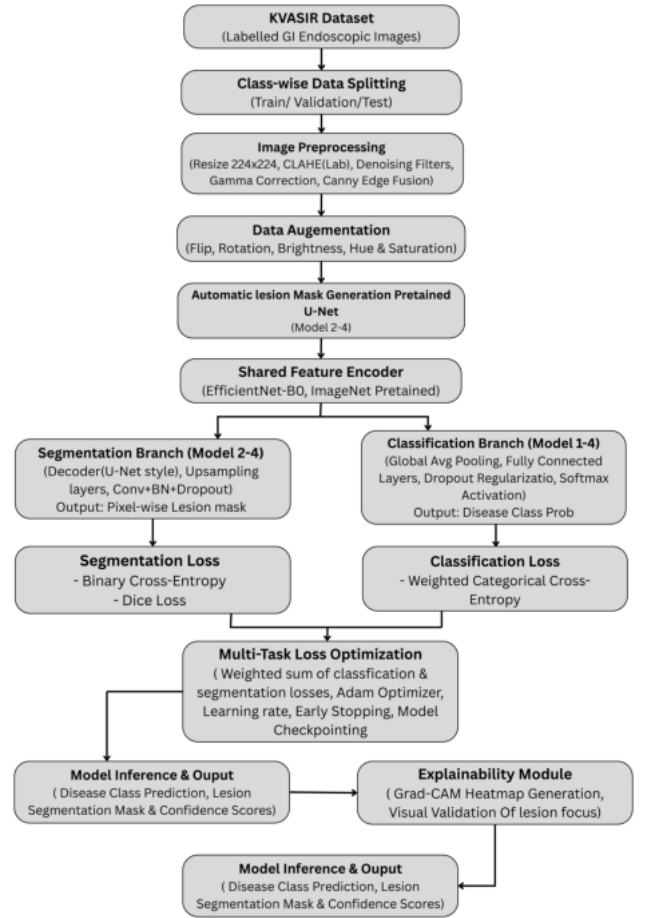 KVASIR Dataset
(Labelled GI Endoscopic Images)
Class-wise Data Splitting
(Train/ Validation/Test)
Image Preprocessing
(Resize 224x224, CLAHE(Lab), Denoising Filters,
Gamma Correction, Canny Edge Fusion)
Data Augementation
(Flip, Rotation, Brightness, Hue & Saturation)
Automatic lesion Mask Generation Pretained
U-Net
(Model 2-4)
Shared Feature Encoder
(EfficientNet-B0, ImageNet Pretained)
Segmentation Branch (Model 2-4)
(Decoder(U-Net style), Upsampling
layers, Conv+BN+Dropout)
Output: Pixel-wise Lesion mask
Classification Branch (Model 1-4)
(Global Avg Pooling, Fully Connected
Layers, Dropout Regularizatio, Softmax
Activation)
Output: Disease Class Prob
Segmentation Loss
- Binary Cross-Entropy
- Dice Loss
Classification Loss
- Weighted Categorical Cross-
Entropy
Multi-Task Loss Optimization
( Weighted sum of classfication &
segmentation losses, Adam Optimizer,
Learning rate, Early Stopping, Model
Checkpointing
Model Inference & Ouput
( Disease Class Prediction, Lesion
Segmentation Mask & Confidence Scores)
Explainability Module
( Grad-CAM Heatmap Generation,
Visual Validation Of lesion focus)
Model Inference & Ouput
( Disease Class Prediction, Lesion
Segmentation Mask & Confidence Scores)